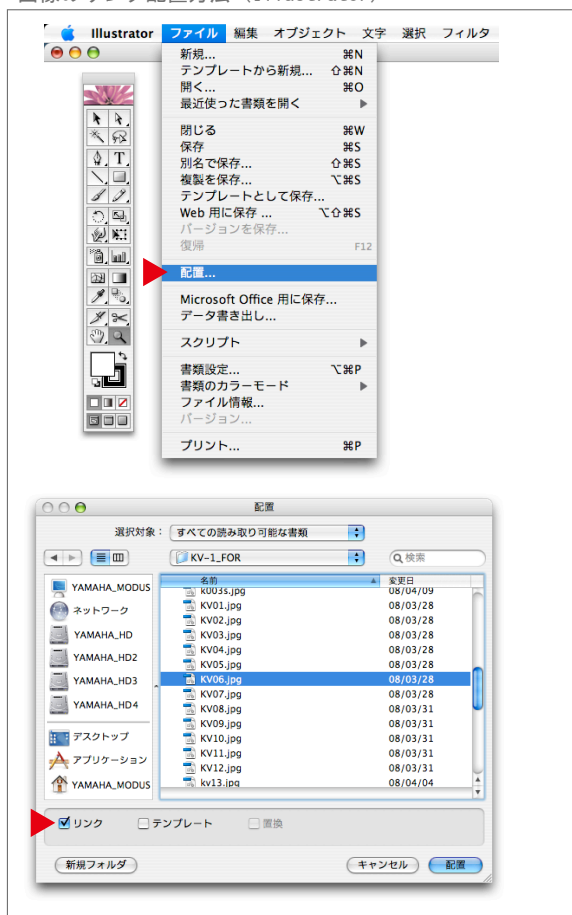 Illustrator ファイル 編集 オブジェクト 文字 選択 フィルタ
新規... ⌘N
テンプレートから新規... ⇧⌘N
開く... ⌘O
最近使った書類を開く ▶
閉じる ⌘W
保存 ⌘S
別名で保存... ⇧⌘S
複製を保存... ⌥⌘S
テンプレートとして保存...
Web 用に保存 ... ⌥⇧⌘S
バージョンを保存...
復帰 F12
配置...
Microsoft Office 用に保存...
データ書き出し...
スクリプト ▶
書類設定... ⌥⌘P
書類のカラーモード ▶
ファイル情報...
バージョン...
プリント... ⌘P
配置
選択対象： すべての読み取り可能な書類
KV-1_FOR
検索
YAMAHA_MODUS
ネットワーク
YAMAHA_HD
YAMAHA_HD2
YAMAHA_HD3
YAMAHA_HD4
デスクトップ
アプリケーション
YAMAHA_MODUS
名前 変更日
k003s.jpg 08/04/09
KV01.jpg 08/03/28
KV02.jpg 08/03/28
KV03.jpg 08/03/28
KV04.jpg 08/03/28
KV05.jpg 08/03/28
KV06.jpg 08/03/28
KV07.jpg 08/03/28
KV08.jpg 08/03/31
KV09.jpg 08/03/31
KV10.jpg 08/03/31
KV11.jpg 08/03/31
KV12.jpg 08/03/31
kv13.jpg 08/04/04
リンク テンプレート 置換
新規フォルダ キャンセル 配置